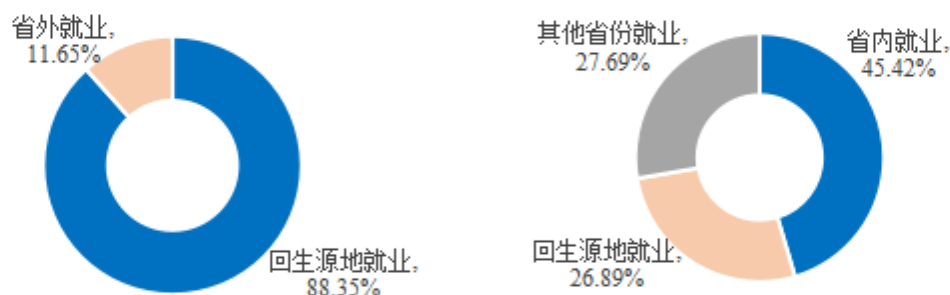 省外就业,
11.65%
回生源地就业,
88.35%
其他省份就业,
27.69%
省内就业,
45.42%
回生源地就业,
26.89%